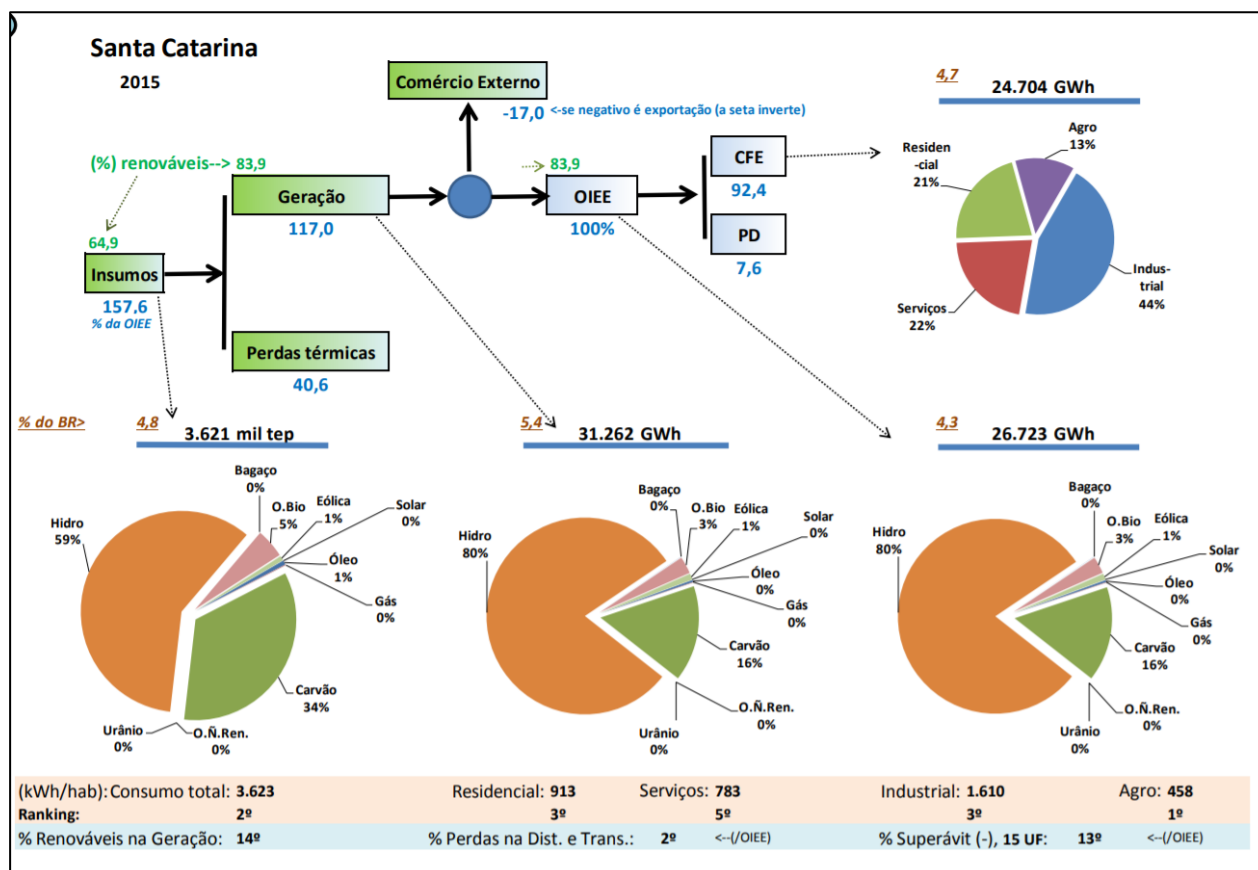 Santa Catarina
2015
Comércio Externo
-17,0 <-se negativo é exportação (a seta inverte)
(%) renováveis--> 83,9
83,9
Geração
117,0
OIEE
100%
CFE
92,4
PD
7,6
64,9
Insumos
157,6
% da OIEE
Perdas térmicas
40,6
4,7
24.704 GWh
Agro
13%
Residen
-cial
21%
Indus-
trial
44%
Serviços
22%
% do BR>
4,8
3.621 mil tep
Bagaço
0%
O.Bio
5%
Eólica
1%
Solar
0%
Hidro
59%
Óleo
1%
Gás
0%
Carvão
34%
Urânio
0%
O.Ñ.Ren.
0%
5,4
31.262 GWh
Bagaço
0%
O.Bio
3%
Eólica
1%
Solar
0%
Hidro
80%
Óleo
0%
Gás
0%
Carvão
16%
O.Ñ.Ren.
0%
Urânio
0%
4,3
26.723 GWh
Bagaço
0%
O.Bio
3%
Eólica
1%
Solar
0%
Hidro
80%
Óleo
0%
Gás
0%
Carvão
16%
O.Ñ.Ren.
0%
Urânio
0%
(kWh/hab): Consumo total: 3.623 Residencial: 913 Serviços: 783 Industrial: 1.610 Agro: 458
Ranking: 2º 3º 5º 3º 1º
% Renováveis na Geração: 14º % Perdas na Dist. e Trans.: 2º <--(/OIEE) % Superávit (-), 15 UF: 13º <--(/OIEE)